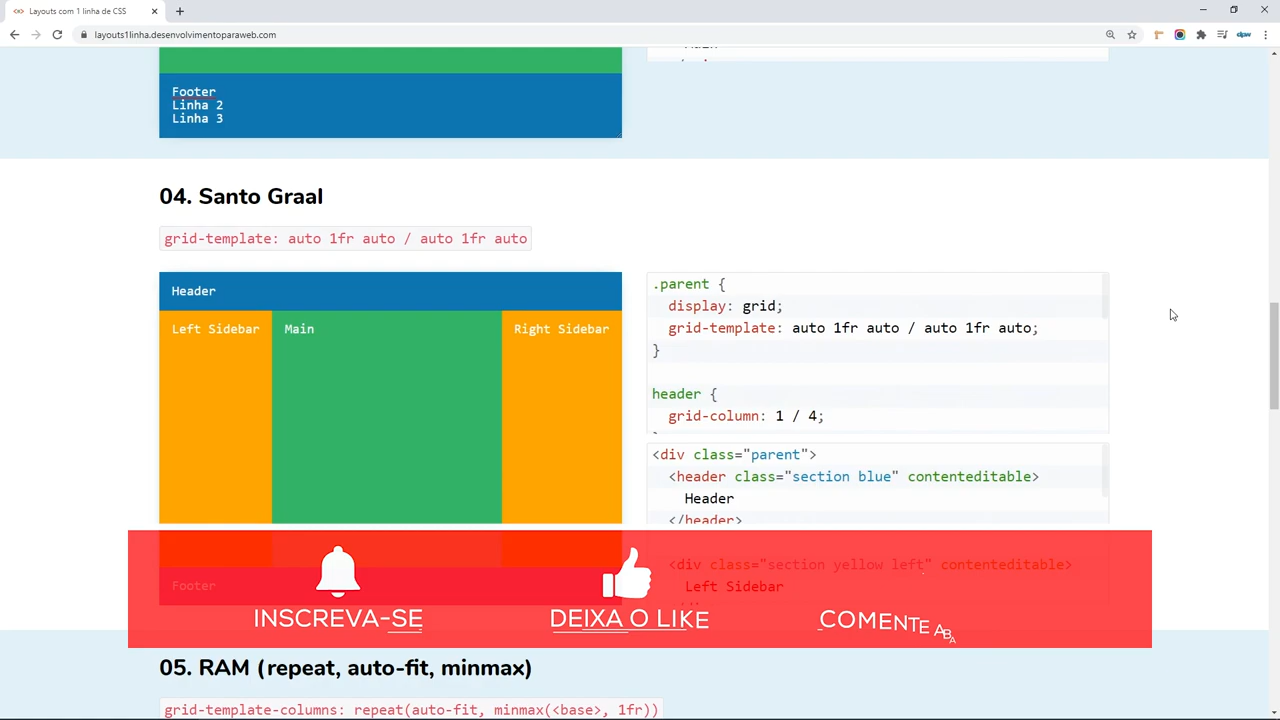 Layouts com 1 linha de CSS
layouts1linha.desenvolvimentoparaweb.com
dpw
Footer
Linha 2
Linha 3
04. Santo Graal
grid-template: auto 1fr auto / auto 1fr auto
Header
Left Sidebar
Main
Right Sidebar
Footer
.parent {
display: grid;
grid-template: auto 1fr auto / auto 1fr auto;
}
header {
grid-column: 1 / 4;
<div class="parent">
<header class="section blue" contenteditable>
Header
</header>
<div class="section yellow left" contenteditable>
Left Sidebar
INSCREVA-SE
DEIXA O LIKE
COMENTE ABA
05. RAM (repeat, auto-fit, minmax)
grid-template-columns: repeat(auto-fit, minmax(<base>, 1fr))